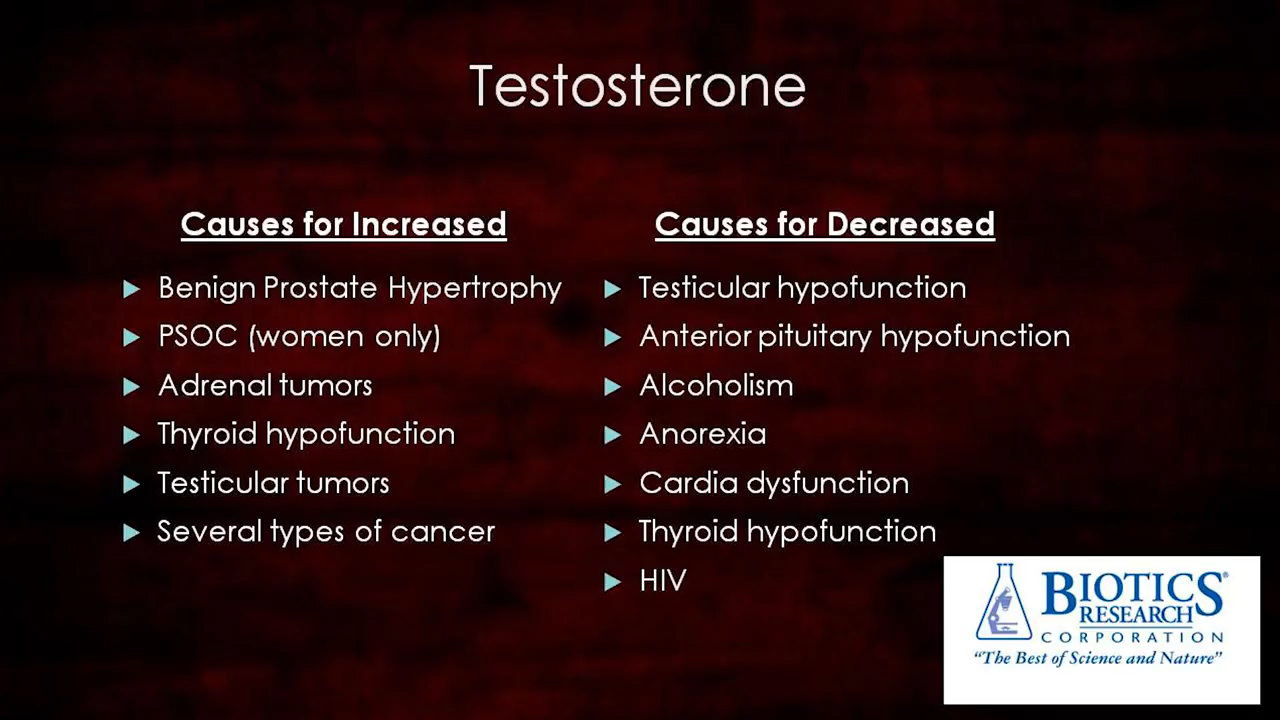 Testosterone
Causes for Increased
Benign Prostate Hypertrophy
PSOC (women only)
Adrenal tumors
Thyroid hypofunction
Testicular tumors
Several types of cancer
Causes for Decreased
Testicular hypofunction
Anterior pituitary hypofunction
Alcoholism
Anorexia
Cardia dysfunction
Thyroid hypofunction
HIV
BIOTICS®
RESEARCH
CORPORATION
"The Best of Science and Nature"